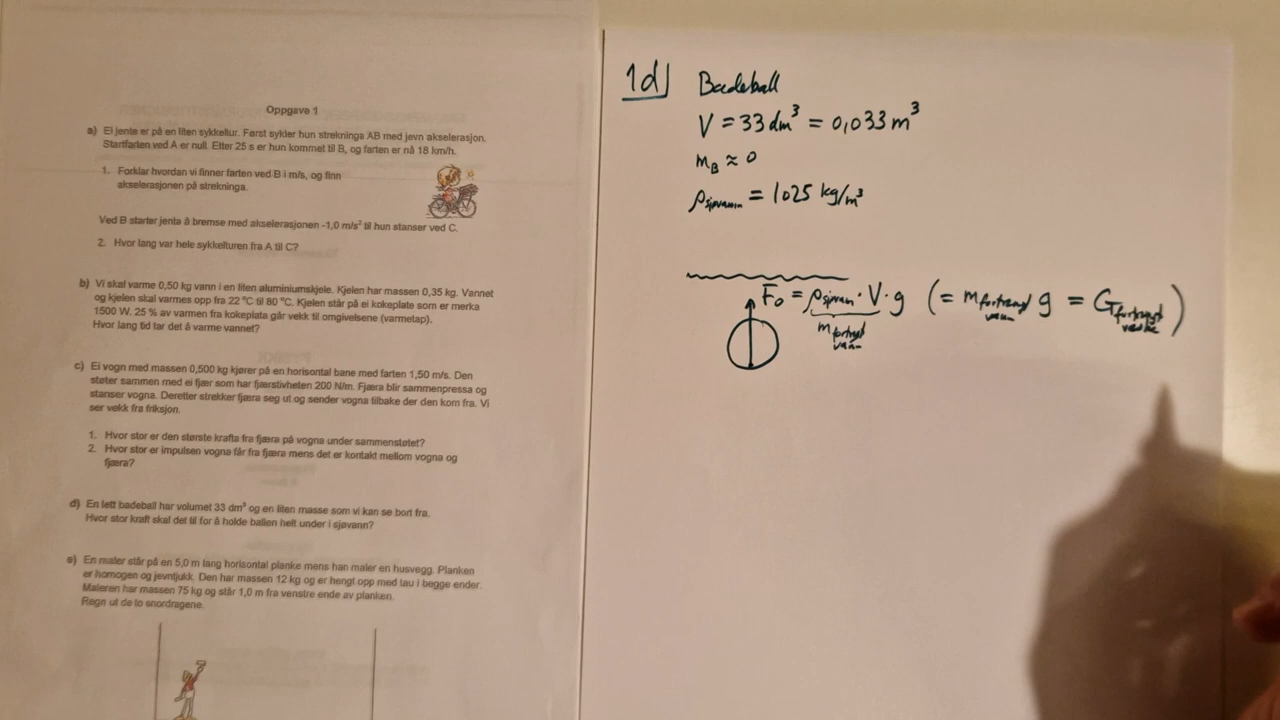 Oppgave 1
a) Ei jente er på en liten sykkeltur. Først sykler hun strekninga AB med jevn akselerasjon.
Startfarten ved A er null. Etter 25 s er hun kommet til B, og farten er nå 18 km/h.
1. Forklar hvordan vi finner farten ved B i m/s, og finn
akselerasjonen på strekninga.
Ved B starter jenta å bremse med akselerasjonen -1,0 m/s² til hun stanser ved C.
2. Hvor lang var hele sykkelturen fra A til C?
b) Vi skal varme 0,50 kg vann i en liten aluminiumskjele. Kjelen har massen 0,35 kg. Vannet
og kjelen skal varmes opp fra 22 °C til 80 °C. Kjelen står på ei kokeplate som er merka
1500 W. 25 % av varmen fra kokeplata går vekk til omgivelsene (varmetap).
Hvor lang tid tar det å varme vannet?
c) Ei vogn med massen 0,500 kg kjører på en horisontal bane med farten 1,50 m/s. Den
støter sammen med ei fjær som har fjærstivheten 200 N/m. Fjæra blir sammenpressa og
stanser vogna. Deretter strekker fjæra seg ut og sender vogna tilbake der den kom fra. Vi
ser vekk fra friksjon.
1. Hvor stor er den største krafta fra fjæra på vogna under sammenstøtet?
2. Hvor stor er impulsen vogna får fra fjæra mens det er kontakt mellom vogna og
fjæra?
d) En lett badeball har volumet 33 dm³ og en liten masse som vi kan se bort fra.
Hvor stor kraft skal det til for å holde ballen helt under i sjøvann?
e) En maler står på en 5,0 m lang horisontal planke mens han maler en husvegg. Planken
er homogen og jevntjukk. Den har massen 12 kg og er hengt opp med tau i begge ender.
Maleren har massen 75 kg og står 1,0 m fra venstre ende av planken.
Regn ut de to snordragene.
1d) Badeball
V = 33 dm³ = 0,033 m³
m_B ≈ 0
ρ_sjøvann = 1025 kg/m³
F_o = ρ_sjøvann · V · g (= m_fortrengt vann g = G_fortrengt væske)
m_fortrengt vann